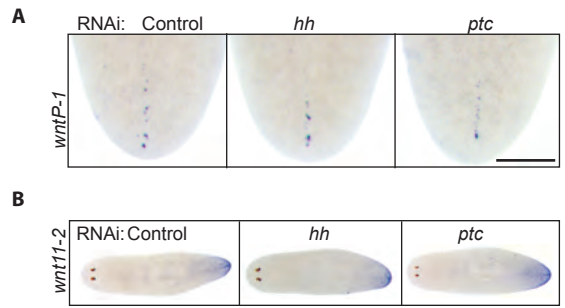 A
RNAi: Control hh ptc
wntP-1
B
RNAi: Control hh ptc
wnt11-2